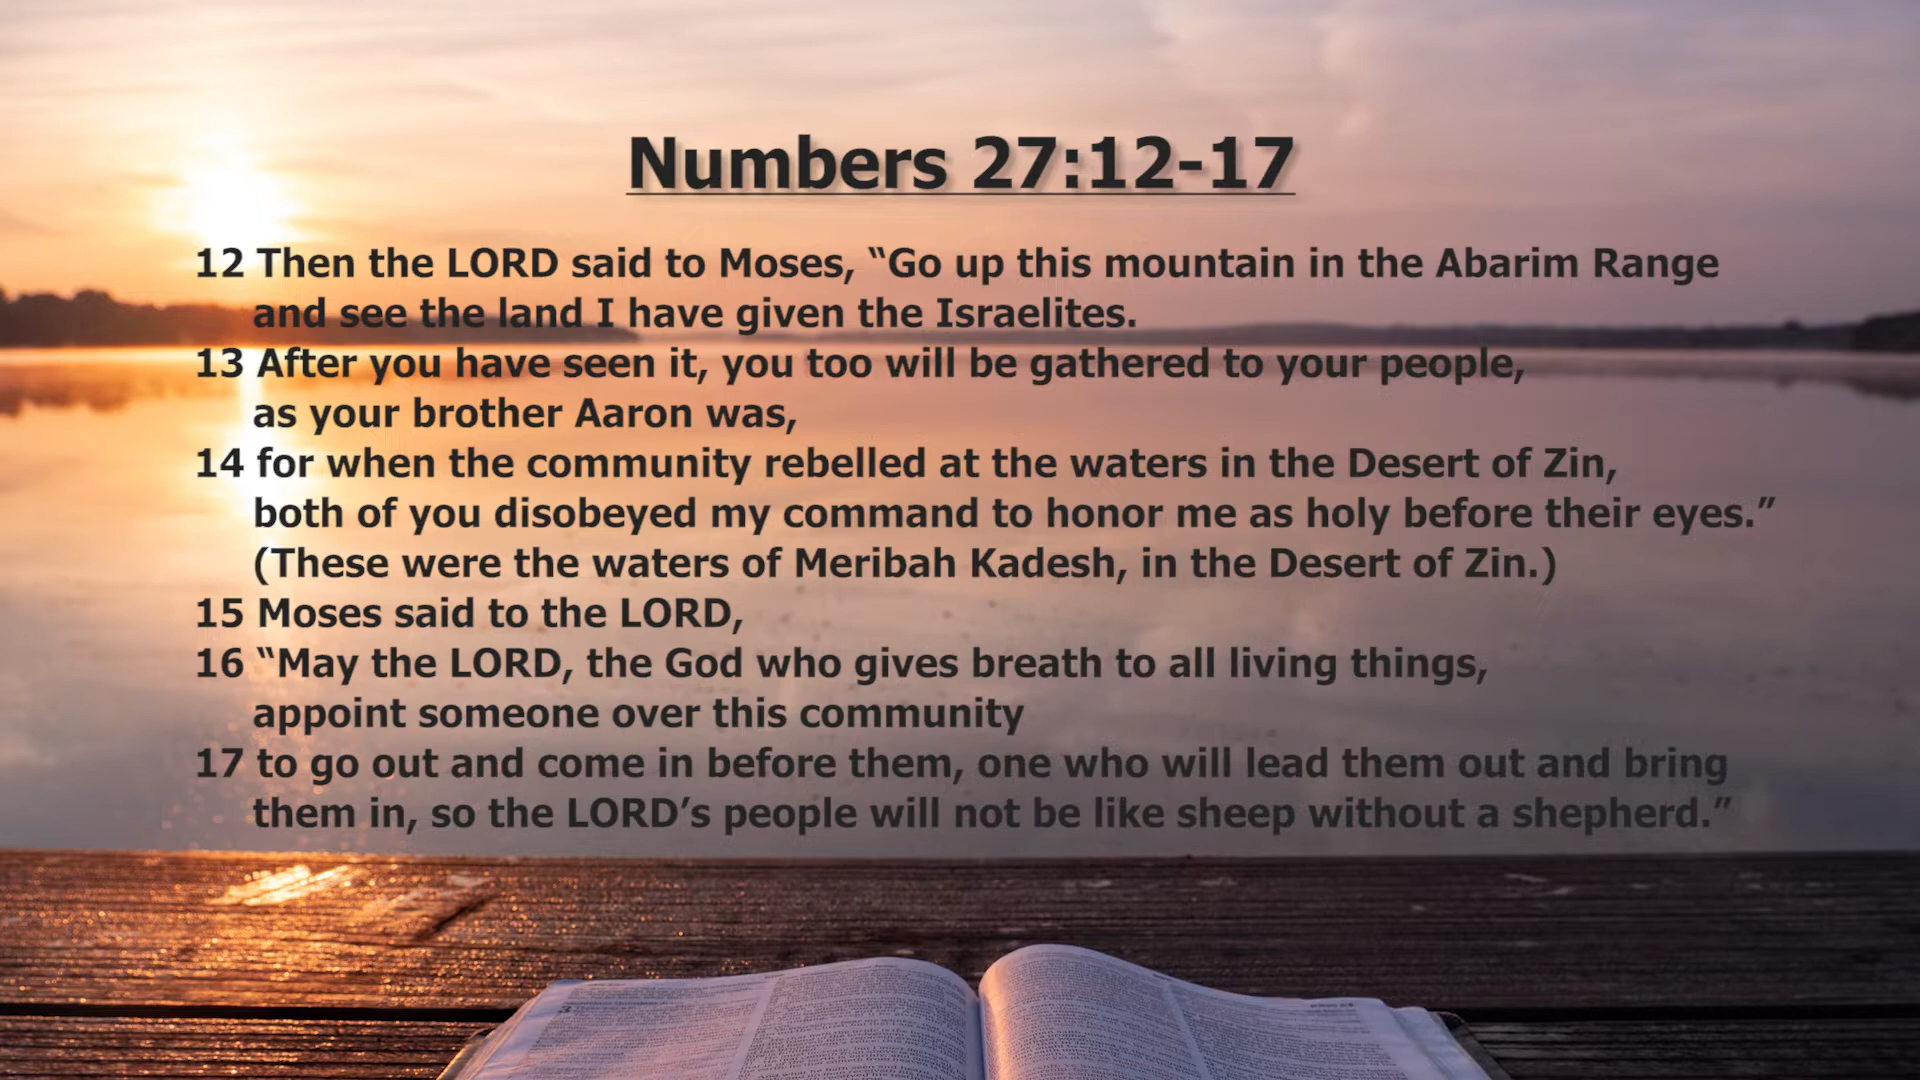 Numbers 27:12-17
12 Then the LORD said to Moses, “Go up this mountain in the Abarim Range
and see the land I have given the Israelites.
13 After you have seen it, you too will be gathered to your people,
as your brother Aaron was,
14 for when the community rebelled at the waters in the Desert of Zin,
both of you disobeyed my command to honor me as holy before their eyes.”
(These were the waters of Meribah Kadesh, in the Desert of Zin.)
15 Moses said to the LORD,
16 “May the LORD, the God who gives breath to all living things,
appoint someone over this community
17 to go out and come in before them, one who will lead them out and bring
them in, so the LORD’s people will not be like sheep without a shepherd.”